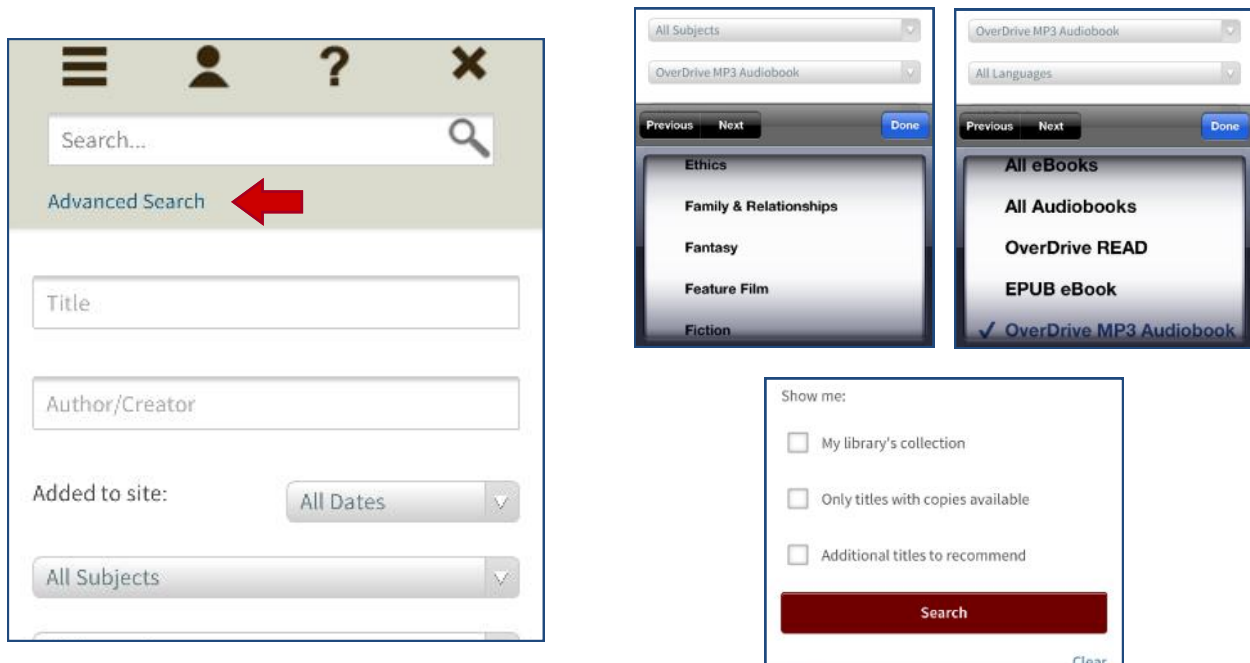 ?
Search...
Advanced Search
Title
Author/Creator
Added to site:
All Dates
All Subjects
All Subjects
OverDrive MP3 Audiobook
Previous Next Done
Ethics
Family & Relationships
Fantasy
Feature Film
Fiction
OverDrive MP3 Audiobook
All Languages
Previous Next Done
All eBooks
All Audiobooks
OverDrive READ
EPUB eBook
✓ OverDrive MP3 Audiobook
Show me:
My library's collection
Only titles with copies available
Additional titles to recommend
Search
Clear